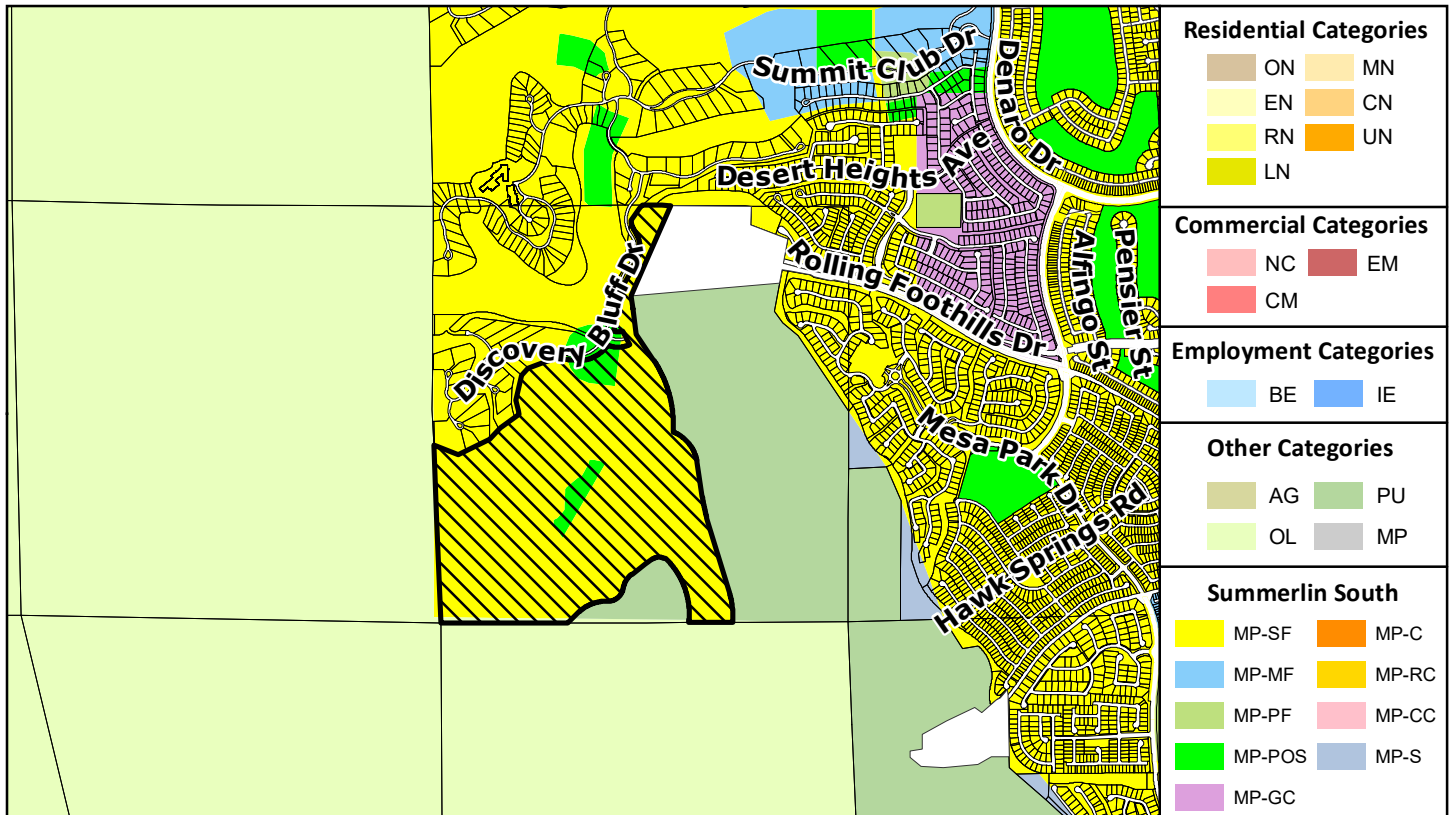 Summit Club Dr
Denaro Dr
Desert Heights Ave
Rolling Foothills Dr
Alfingo St
Pensier St
Discovery Bluff Dr
Mesa Park Dr
Hawk Springs Rd
Residential Categories
ON MN
EN CN
RN UN
LN
Commercial Categories
NC EM
CM
Employment Categories
BE IE
Other Categories
AG PU
OL MP
Summerlin South
MP-SF MP-C
MP-MF MP-RC
MP-PF MP-CC
MP-POS MP-S
MP-GC